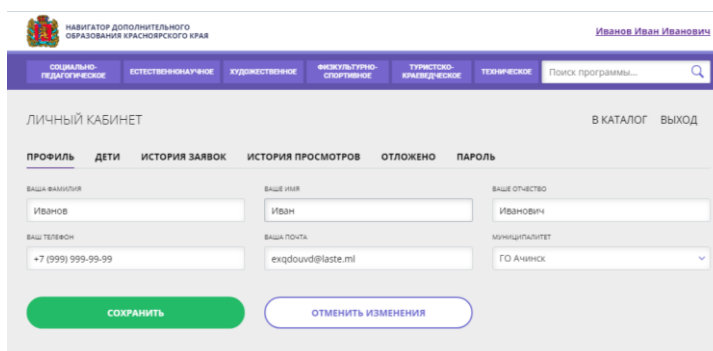 НАВИГАТОР ДОПОЛНИТЕЛЬНОГО
ОБРАЗОВАНИЯ КРАСНОЯРСКОГО КРАЯ
Иванов Иван Иванович
СОЦИАЛЬНО-
ПЕДАГОГИЧЕСКОЕ
ЕСТЕСТВЕННОНАУЧНОЕ
ХУДОЖЕСТВЕННОЕ
ФИЗКУЛЬТУРНО-
СПОРТИВНОЕ
ТУРИСТСКО-
КРАЕВЕДЧЕСКОЕ
ТЕХНИЧЕСКОЕ
Поиск программы...
ЛИЧНЫЙ КАБИНЕТ
В КАТАЛОГ ВЫХОД
ПРОФИЛЬ ДЕТИ ИСТОРИЯ ЗАЯВОК ИСТОРИЯ ПРОСМОТРОВ ОТЛОЖЕНО ПАРОЛЬ
ВАША ФАМИЛИЯ ВАШЕ ИМЯ ВАШЕ ОТЧЕСТВО
Иванов Иван Иванович
ВАШ ТЕЛЕФОН ВАША ПОЧТА МУНИЦИПАЛИТЕТ
+7 (999) 999-99-99 exqdouvd@laste.ml ГО Ачинск
СОХРАНИТЬ ОТМЕНИТЬ ИЗМЕНЕНИЯ